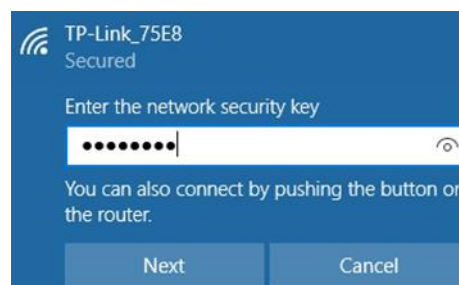 TP-Link_75E8
Secured
Enter the network security key
••••••••
You can also connect by pushing the button on
the router.
Next
Cancel